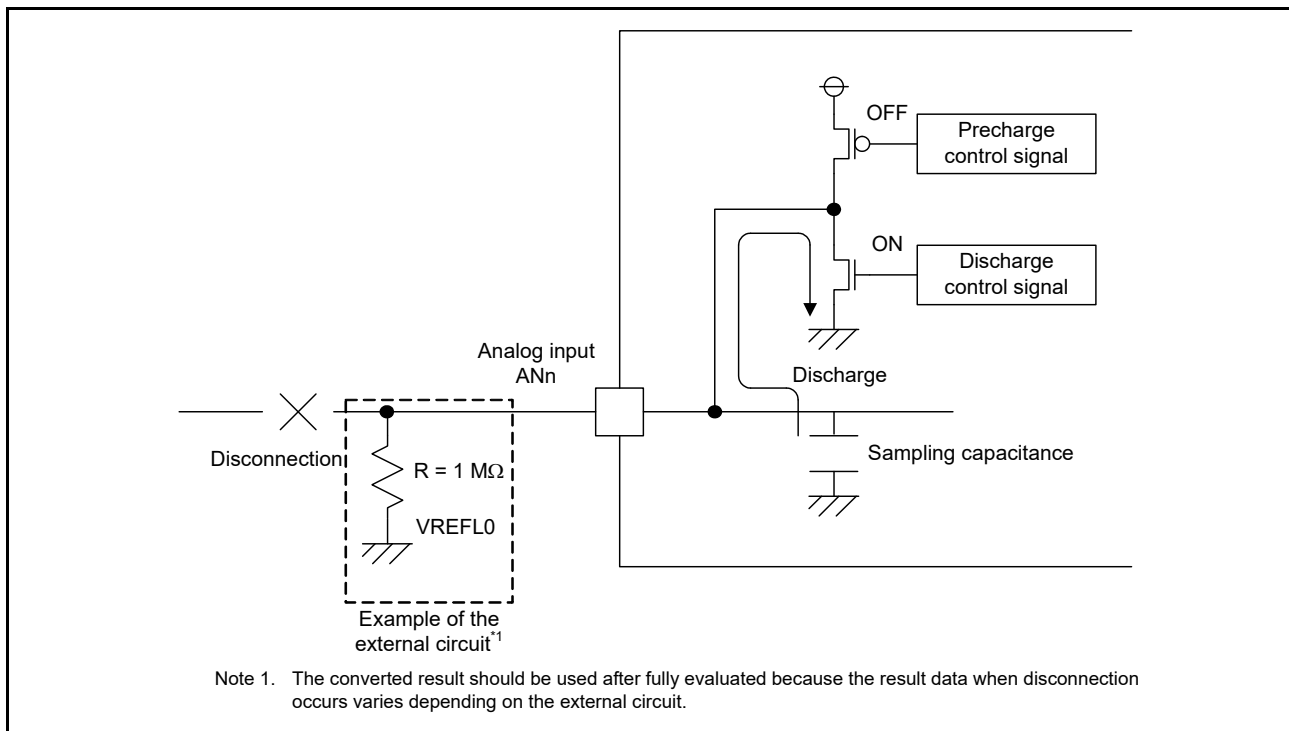 OFF
Precharge
control signal
ON
Discharge
control signal
Analog input
ANn
Discharge
Disconnection
Sampling capacitance
R = 1 MΩ
VREFL0
Example of the
external circuit*1
Note 1. The converted result should be used after fully evaluated because the result data when disconnection
occurs varies depending on the external circuit.